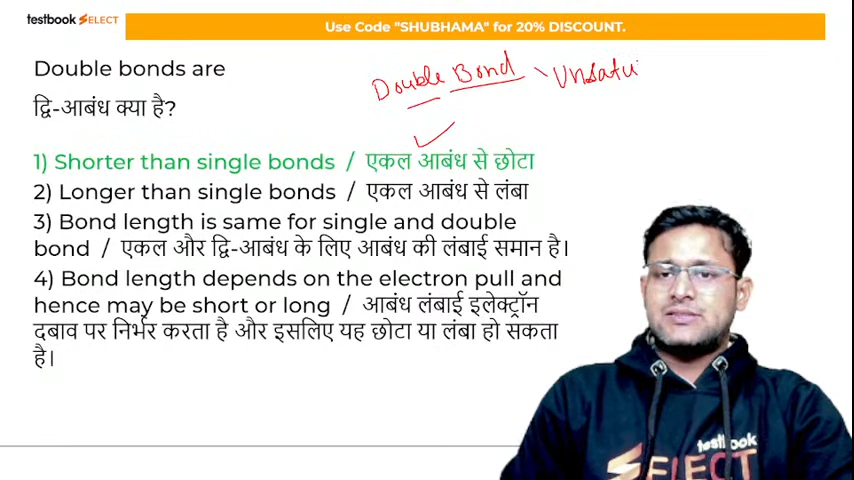 testbook SELECT
Use Code "SHUBHAMA" for 20% DISCOUNT.
Double bonds are
Double Bond Unsatu
द्वि-आबंध क्या है?
1) Shorter than single bonds / एकल आबंध से छोटा
2) Longer than single bonds / एकल आबंध से लंबा
3) Bond length is same for single and double
bond / एकल और द्वि-आबंध के लिए आबंध की लंबाई समान है।
4) Bond length depends on the electron pull and
hence may be short or long / आबंध लंबाई इलेक्ट्रॉन
दबाव पर निर्भर करता है और इसलिए यह छोटा या लंबा हो सकता
है।
testbook
SELECT